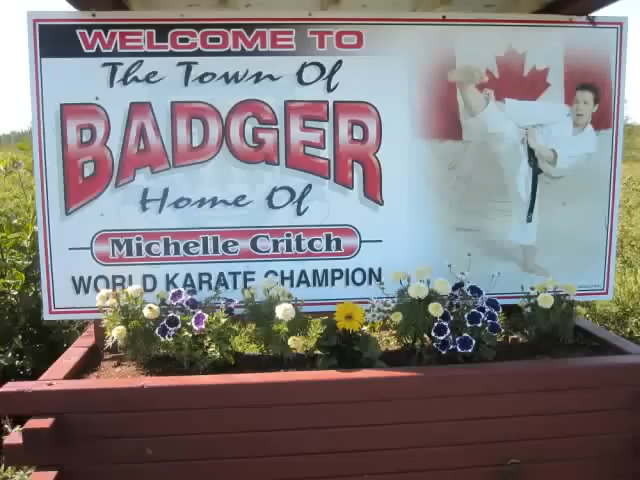 WELCOME TO
The Town Of
BADGER
Home Of
Michelle Critch
WORLD KARATE CHAMPION